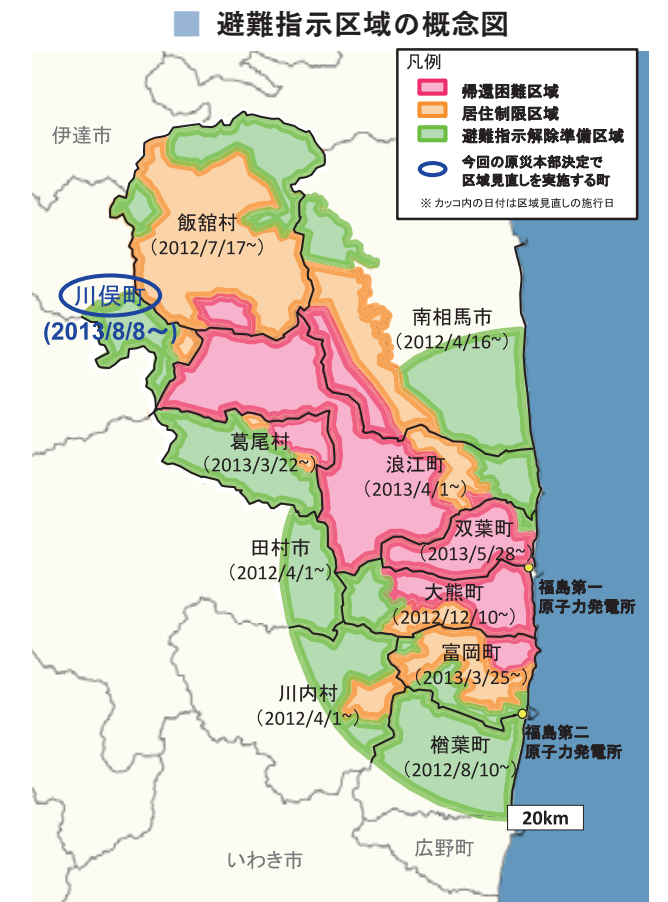 避難指示区域の概念図
凡例
帰還困難区域
居住制限区域
避難指示解除準備区域
今回の原災本部決定で
区域見直しを実施する町
※ カッコ内の日付は区域見直しの施行日
伊達市
飯舘村
（2012/7/17~）
川俣町
(2013/8/8～)
南相馬市
（2012/4/16~）
葛尾村
（2013/3/22~）
浪江町
（2013/4/1~）
双葉町
（2013/5/28~）
田村市
（2012/4/1~）
福島第一
原子力発電所
大熊町
（2012/12/10~）
富岡町
（2013/3/25~）
川内村
（2012/4/1~）
福島第二
原子力発電所
楢葉町
（2012/8/10~）
20km
広野町
いわき市